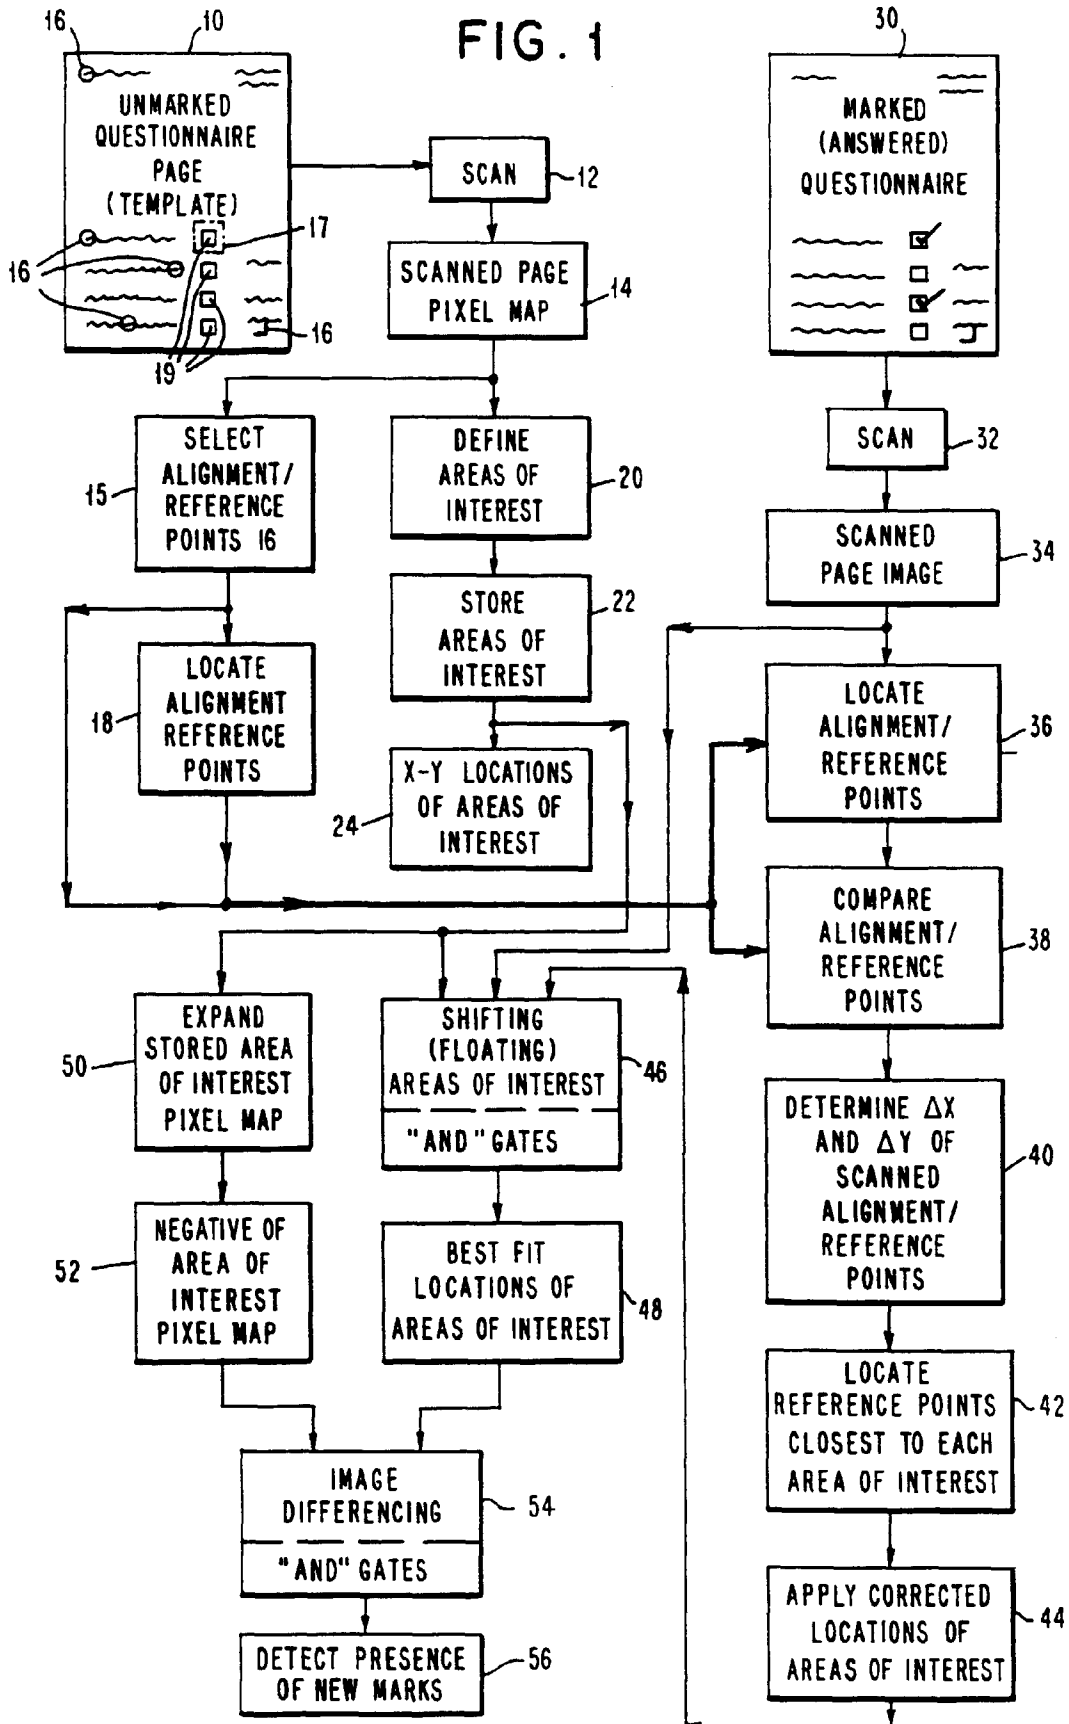 FIG. 1
16
10
UNMARKED
QUESTIONNAIRE
PAGE
(TEMPLATE)
17
16
16
19
SCAN
12
SCANNED PAGE
PIXEL MAP
14
SELECT
ALIGNMENT/
REFERENCE
POINTS 16
15
LOCATE
ALIGNMENT
REFERENCE
POINTS
18
DEFINE
AREAS OF
INTEREST
20
STORE
AREAS OF
INTEREST
22
X-Y LOCATIONS
OF AREAS OF
INTEREST
24
30
MARKED
(ANSWERED)
QUESTIONNAIRE
SCAN
32
SCANNED
PAGE IMAGE
34
LOCATE
ALIGNMENT/
REFERENCE
POINTS
36
COMPARE
ALIGNMENT/
REFERENCE
POINTS
38
DETERMINE ΔX
AND ΔY OF
SCANNED
ALIGNMENT/
REFERENCE
POINTS
40
LOCATE
REFERENCE POINTS
CLOSEST TO EACH
AREA OF INTEREST
42
APPLY CORRECTED
LOCATIONS OF
AREAS OF INTEREST
44
SHIFTING
(FLOATING)
AREAS OF INTEREST
"AND" GATES
46
BEST FIT
LOCATIONS OF
AREAS OF INTEREST
48
EXPAND
STORED AREA
OF INTEREST
PIXEL MAP
50
NEGATIVE OF
AREA OF
INTEREST
PIXEL MAP
52
IMAGE
DIFFERENCING
"AND" GATES
54
DETECT PRESENCE
OF NEW MARKS
56